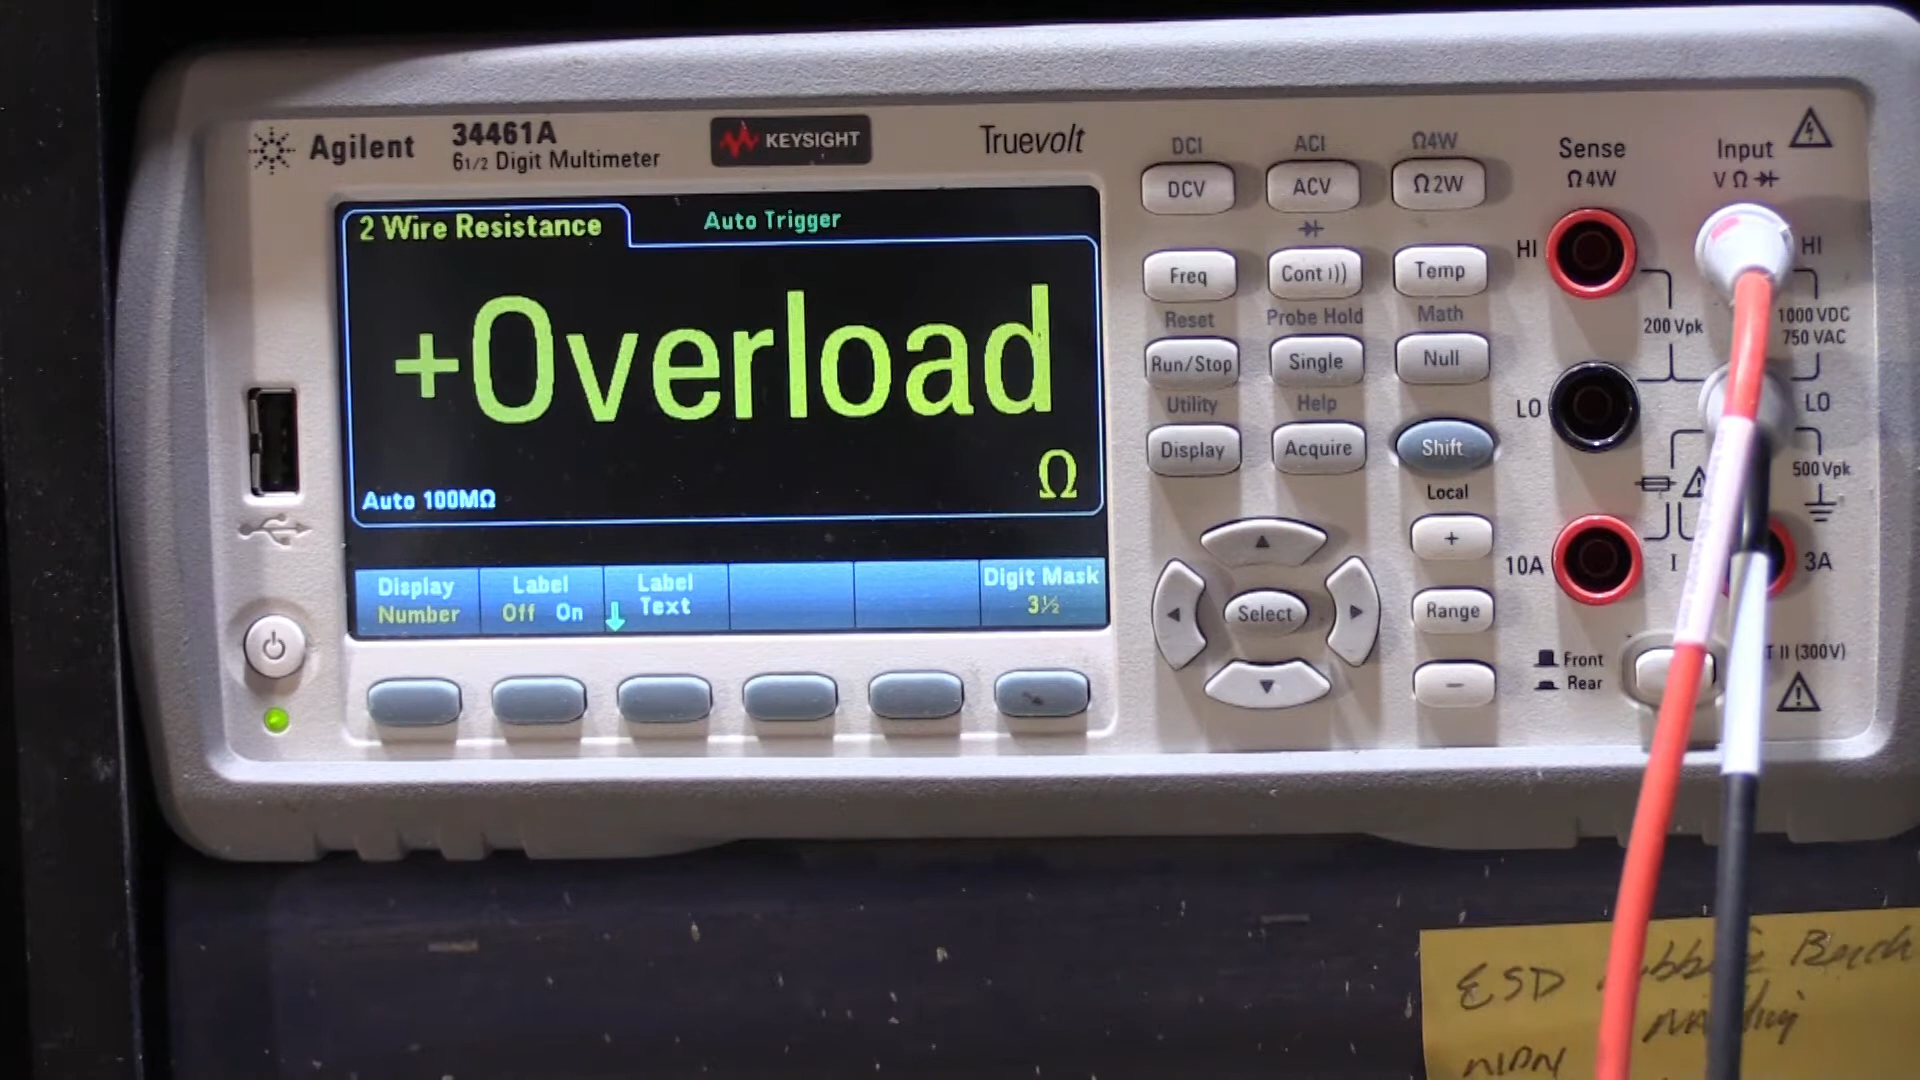 Agilent
34461A
6 1/2 Digit Multimeter
KEYSIGHT
Truevolt
2 Wire Resistance
Auto Trigger
+Overload
Ω
Auto 100MΩ
Display
Number
Label
Off On
Label
Text
Digit Mask
3½
DCI
ACI
Ω4W
DCV
ACV
Ω2W
Freq
Cont
Temp
Reset
Probe Hold
Math
Run/Stop
Single
Null
Utility
Help
Display
Acquire
Shift
Local
+
Select
Range
−
Sense
Ω4W
Input
V Ω
HI
HI
1000 VDC
750 VAC
200 Vpk
LO
LO
500 Vpk
10A
I
3A
Front
Rear
II (300V)
ESD